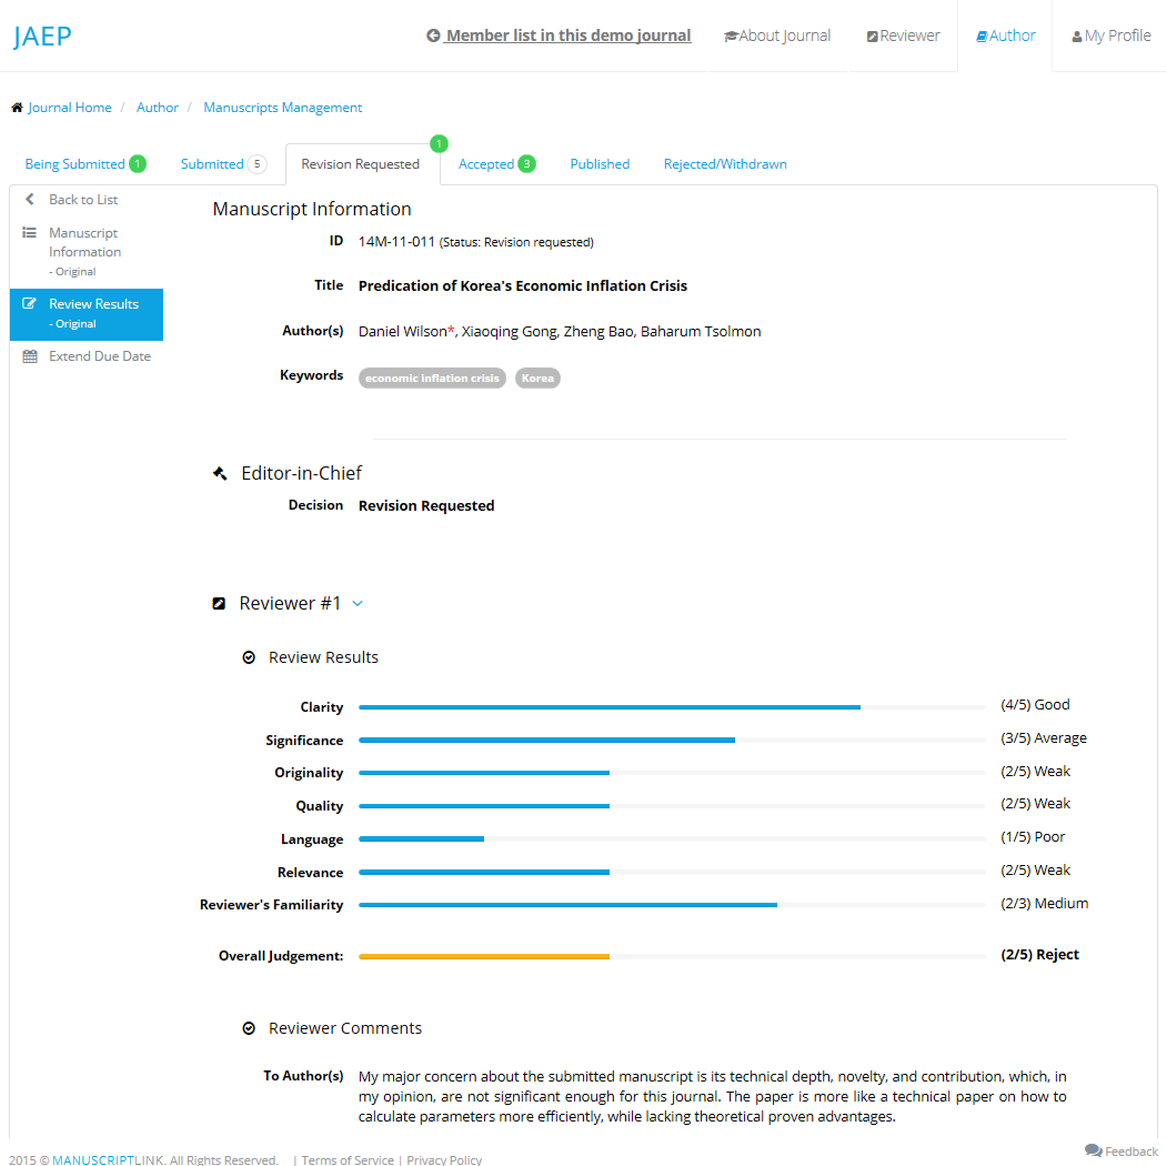 JAEP
Member list in this demo journal
About Journal
Reviewer
Author
My Profile
Journal Home / Author / Manuscripts Management
Being Submitted 1
Submitted 5
Revision Requested 1
Accepted 3
Published
Rejected/Withdrawn
Back to List
Manuscript
Information
- Original
Review Results
- Original
Extend Due Date
Manuscript Information
ID 14M-11-011 (Status: Revision requested)
Title Predication of Korea's Economic Inflation Crisis
Author(s) Daniel Wilson*, Xiaoqing Gong, Zheng Bao, Baharum Tsolmon
Keywords economic inflation crisis Korea
Editor-in-Chief
Decision Revision Requested
Reviewer #1
Review Results
Clarity (4/5) Good
Significance (3/5) Average
Originality (2/5) Weak
Quality (2/5) Weak
Language (1/5) Poor
Relevance (2/5) Weak
Reviewer's Familiarity (2/3) Medium
Overall Judgement: (2/5) Reject
Reviewer Comments
To Author(s) My major concern about the submitted manuscript is its technical depth, novelty, and contribution, which, in
my opinion, are not significant enough for this journal. The paper is more like a technical paper on how to
calculate parameters more efficiently, while lacking theoretical proven advantages.
2015 © MANUSCRIPTLINK. All Rights Reserved. | Terms of Service | Privacy Policy
Feedback